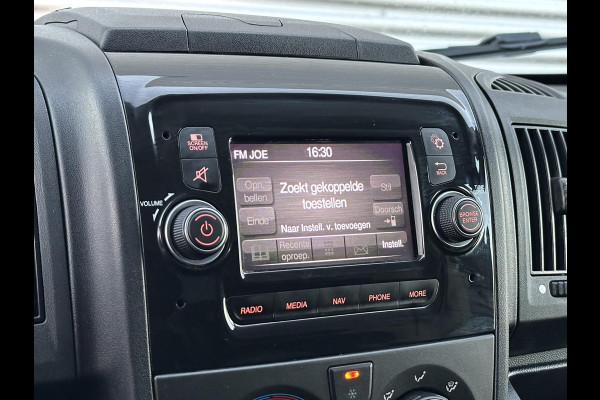 SCREEN
ON/OFF
FM JOE 16:30
BACK
VOLUME
Opn.
bellen
Zoekt gekoppelde
toestellen
Stil
TUNE
BROWSE
ENTER
Einde
Doorsch
Naar Instell. v. toevoegen
Recente
oproep.
Instell.
RADIO
MEDIA
NAV
PHONE
MORE